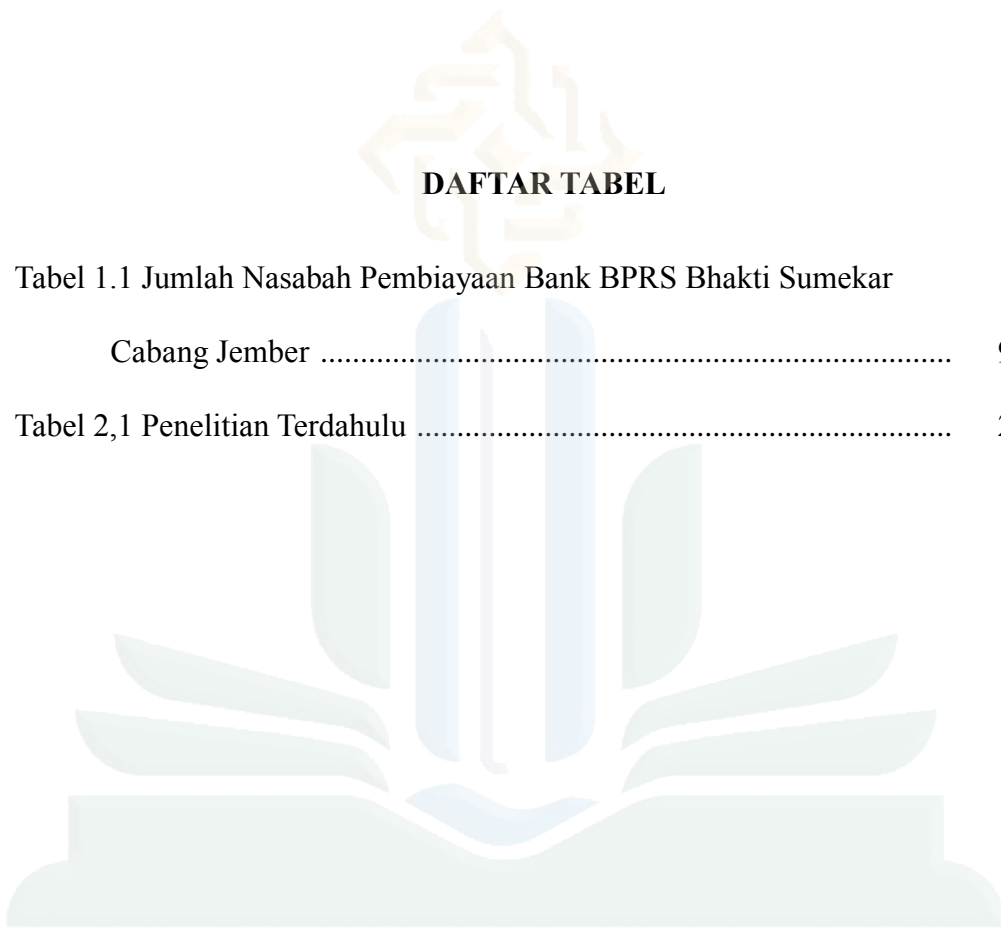 DAFTAR TABEL
Tabel 1.1 Jumlah Nasabah Pembiayaan Bank BPRS Bhakti Sumekar
Cabang Jember ................................................................................
Tabel 2,1 Penelitian Terdahulu ....................................................................